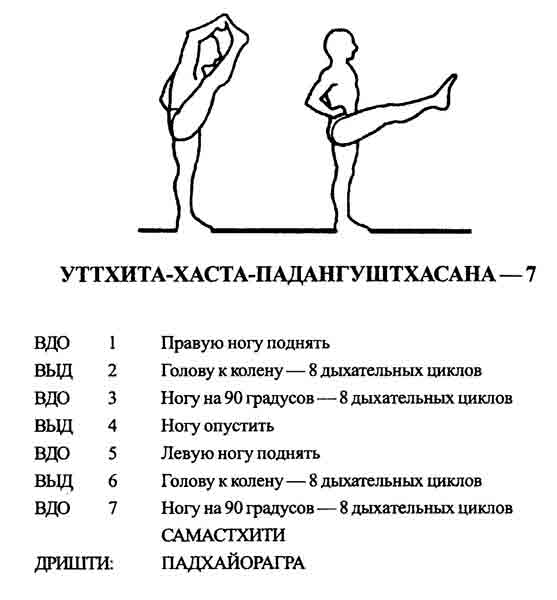 УТТХИТА-ХАСТА-ПАДАНГУШТХАСАНА — 7
ВДО 1 Правую ногу поднять
ВЫД 2 Голову к колену — 8 дыхательных циклов
ВДО 3 Ногу на 90 градусов — 8 дыхательных циклов
ВЫД 4 Ногу опустить
ВДО 5 Левую ногу поднять
ВЫД 6 Голову к колену — 8 дыхательных циклов
ВДО 7 Ногу на 90 градусов — 8 дыхательных циклов
САМАСТХИТИ
ДРИШТИ: ПАДХАЙОРАГРА